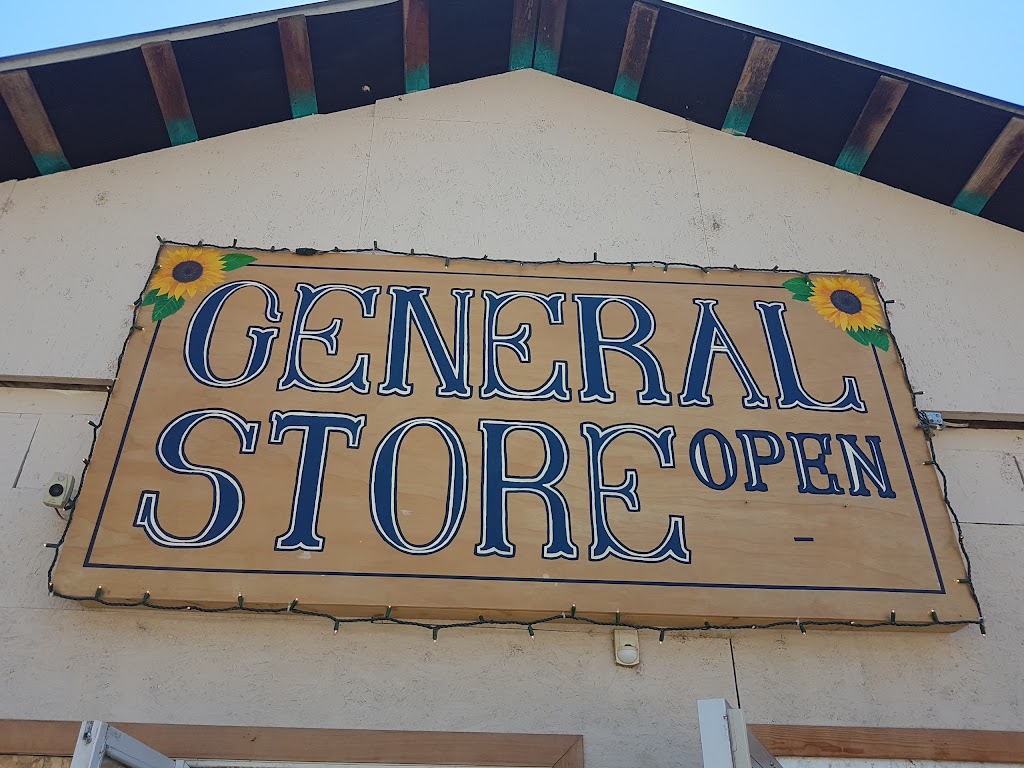 GENERAL
STORE OPEN
-